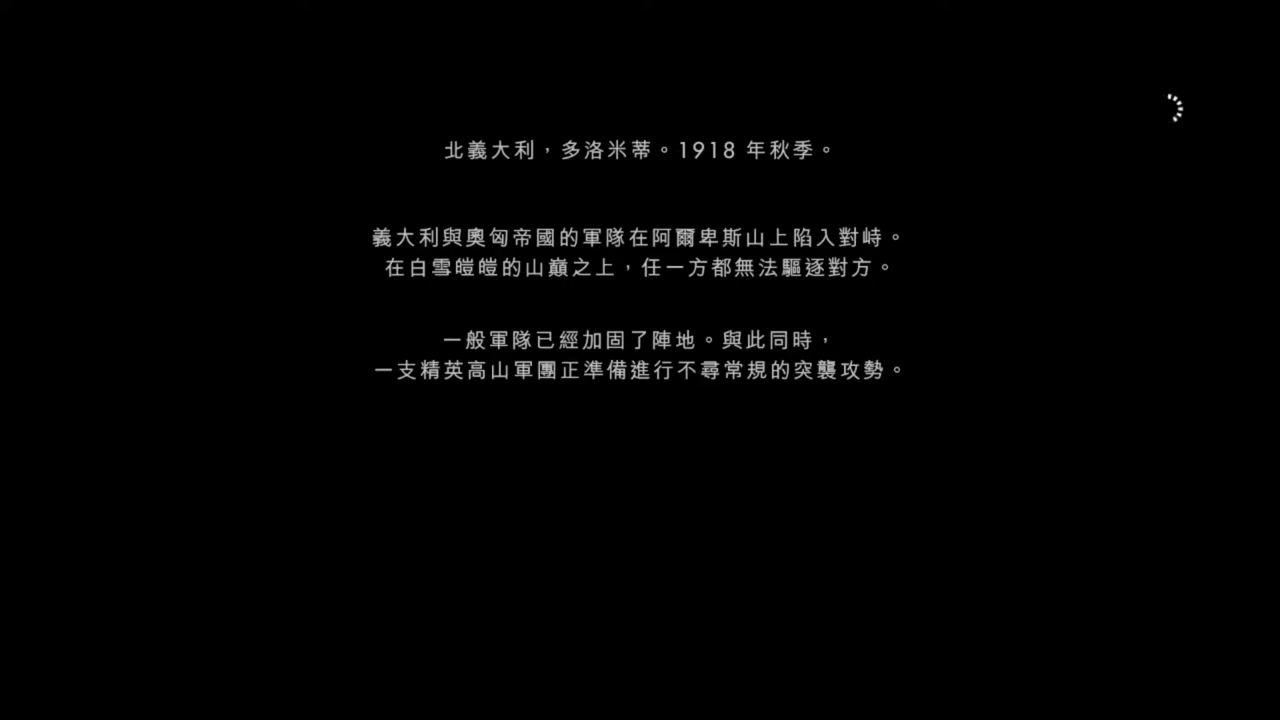 北義大利，多洛米蒂。1918 年秋季。
義大利與奧匈帝國的軍隊在阿爾卑斯山上陷入對峙。
在白雪皚皚的山巔之上，任一方都無法驅逐對方。
一般軍隊已經加固了陣地。與此同時，
一支精英高山軍團正準備進行不尋常規的突襲攻勢。